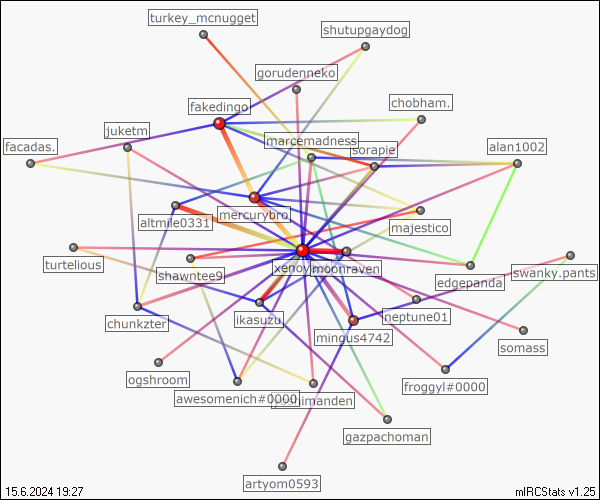 turkey_mcnugget
shutupgaydog
gorudenneko
fakedingo
chobham.
juketm
marcemadness
alan1002
facadas.
sorapie
mercurybro
altmile0331
majestico
turtelious
shawntee9
moonraven
edgepanda
swanky.pants
chunkzter
ikasuzu
neptune01
mingus4742
somass
ogshroom
froggyl#0000
awesomenich#0000
gazpachoman
artyom0593
15.6.2024 19:27
mIRCStats v1.25